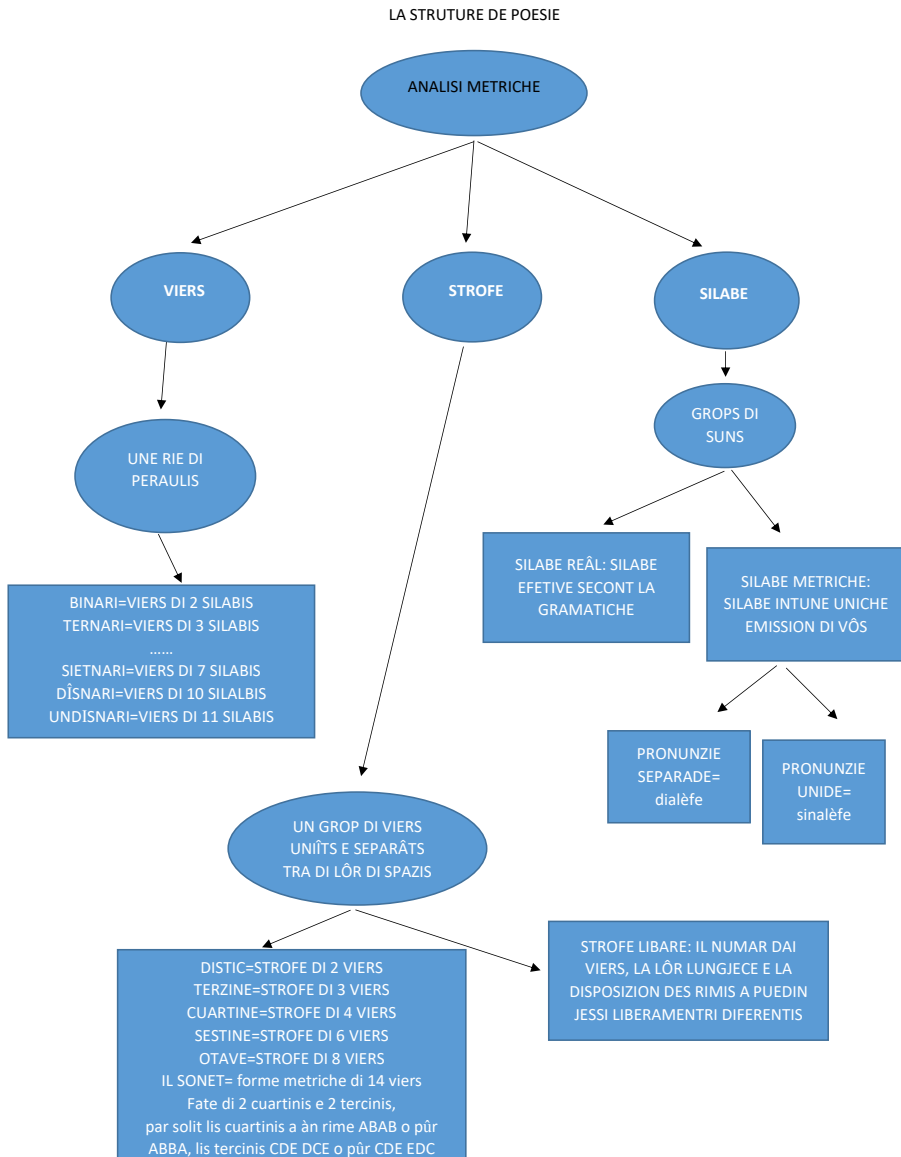 LA STRUTURE DE POESIE
ANALISI METRICHE
VIERS
STROFE
SILABE
UNE RIE DI
PERAULIS
GROPS DI
SUNS
BINARI=VIERS DI 2 SILABIS
TERNARI=VIERS DI 3 SILABIS
……
SIETNARI=VIERS DI 7 SILABIS
DÎSNARI=VIERS DI 10 SILALBIS
UNDISNARI=VIERS DI 11 SILABIS
SILABE REÂL: SILABE
EFETIVE SECONT LA
GRAMATICHE
SILABE METRICHE:
SILABE INTUNE UNICHE
EMISSION DI VÔS
PRONUNZIE
SEPARADE=
dialèfe
PRONUNZIE
UNIDE=
sinalèfe
UN GROP DI VIERS
UNIÎTS E SEPARÂTS
TRA DI LÔR DI SPAZIS
DISTIC=STROFE DI 2 VIERS
TERZINE=STROFE DI 3 VIERS
CUARTINE=STROFE DI 4 VIERS
SESTINE=STROFE DI 6 VIERS
OTAVE=STROFE DI 8 VIERS
IL SONET= forme metriche di 14 viers
Fate di 2 cuartinis e 2 tercinis,
par solit lis cuartinis a àn rime ABAB o pûr
ABBA, lis tercinis CDE DCE o pûr CDE EDC
STROFE LIBARE: IL NUMAR DAI
VIERS, LA LÔR LUNGJECE E LA
DISPOSIZION DES RIMIS A PUEDIN
JESSI LIBERAMENTRI DIFERENTIS